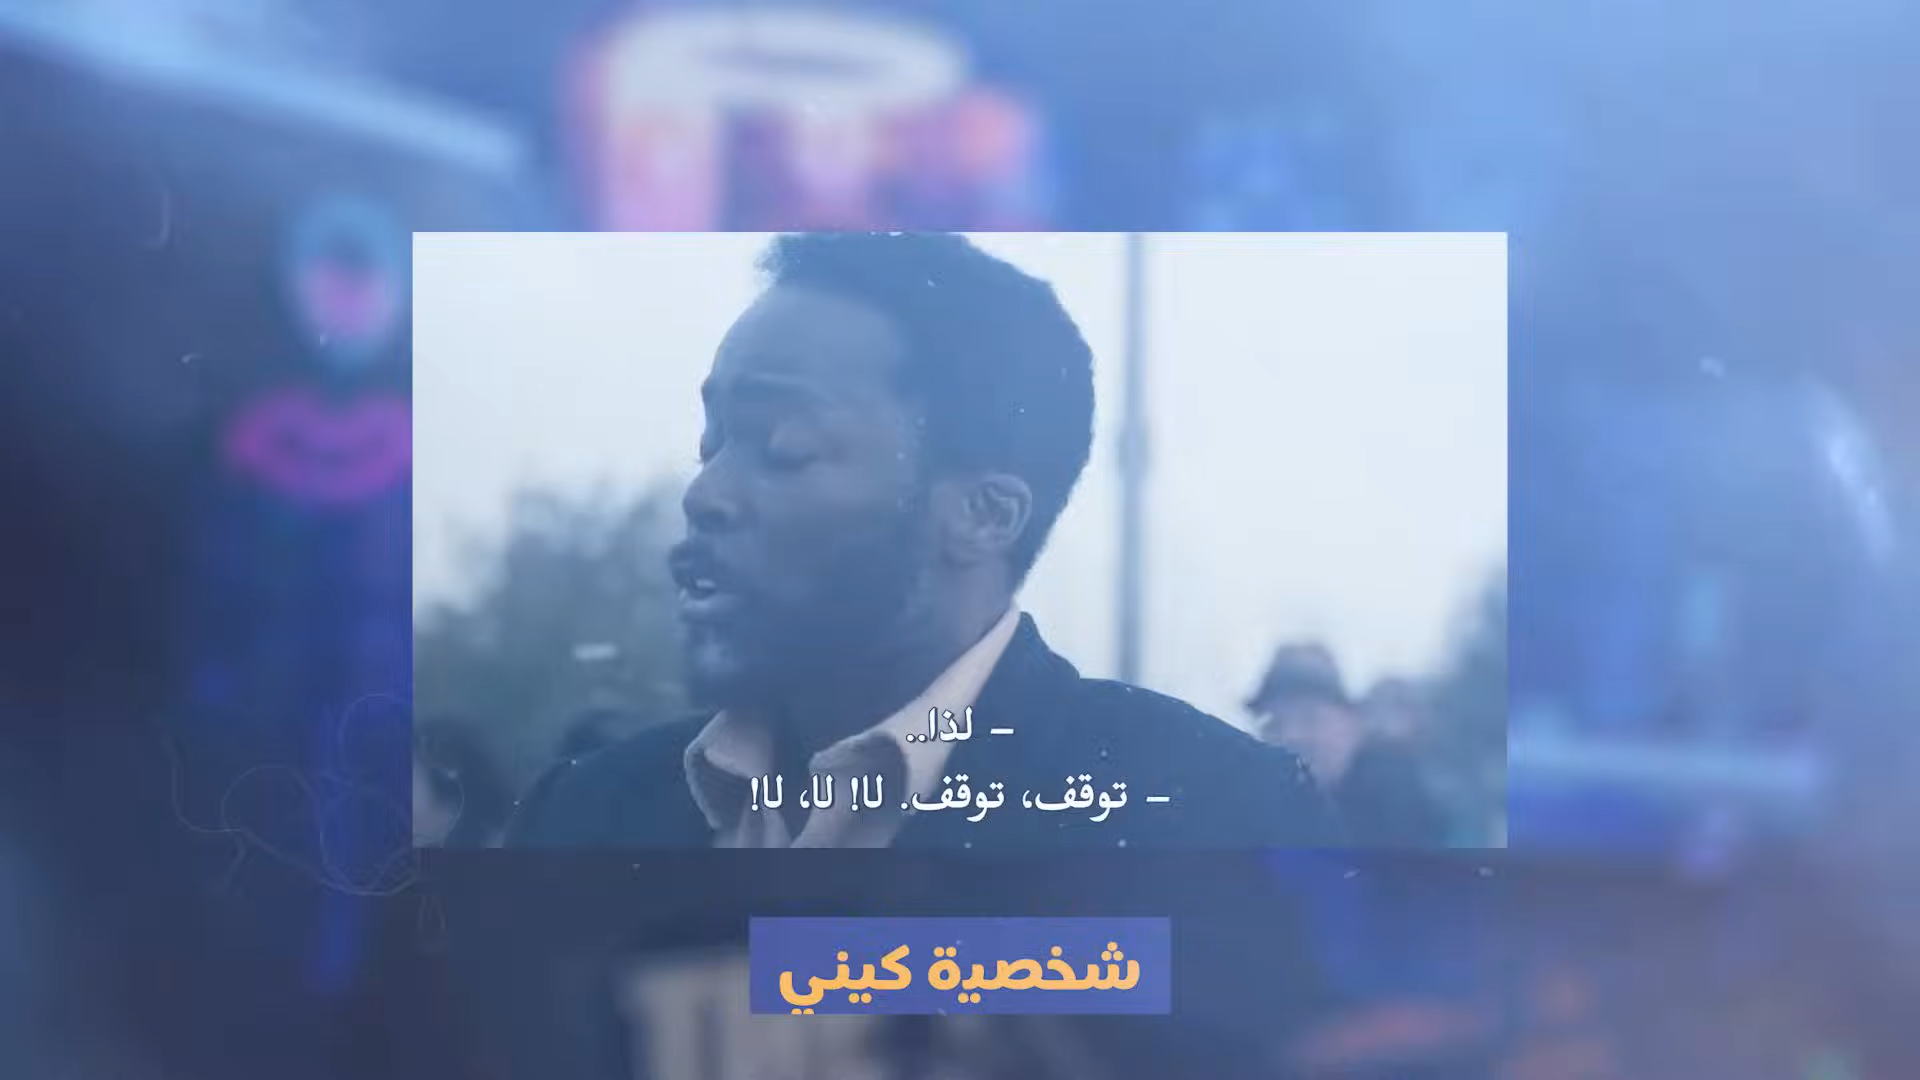 - لذا..
- توقف، توقف. لا! لا، لا!
شخصية كيني